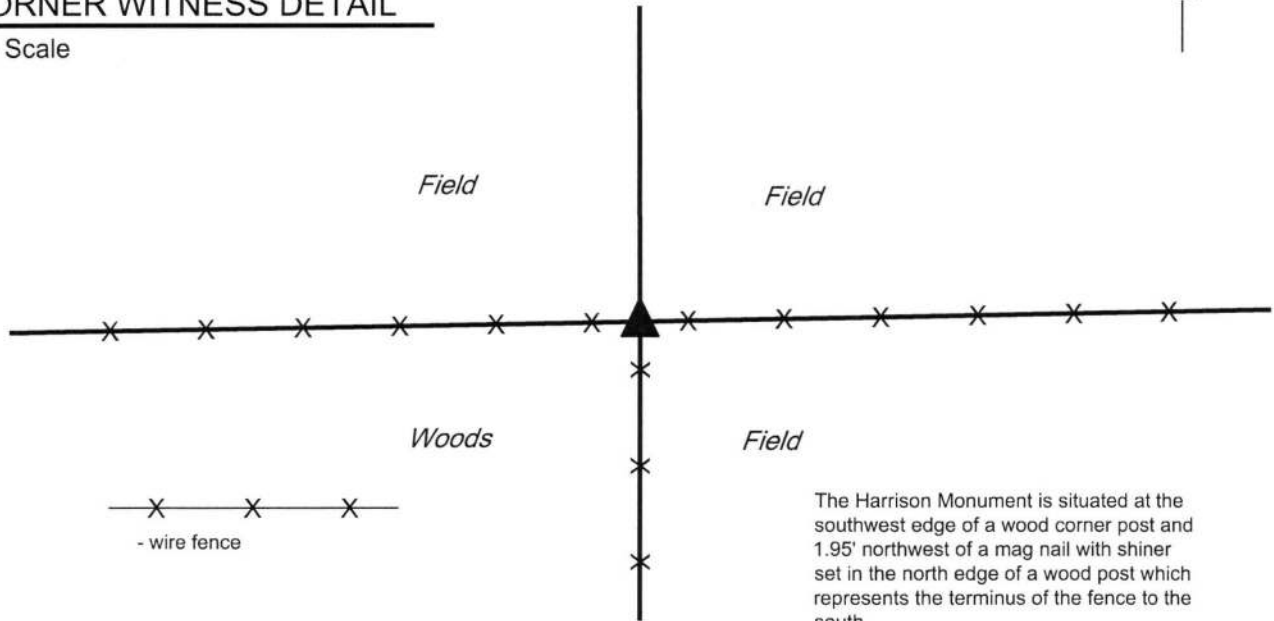 ORNER WITNESS DETAIL
Scale
Field
Field
Woods
Field
- wire fence
The Harrison Monument is situated at the
southwest edge of a wood corner post and
1.95' northwest of a mag nail with shiner
set in the north edge of a wood post which
represents the terminus of the fence to the
south